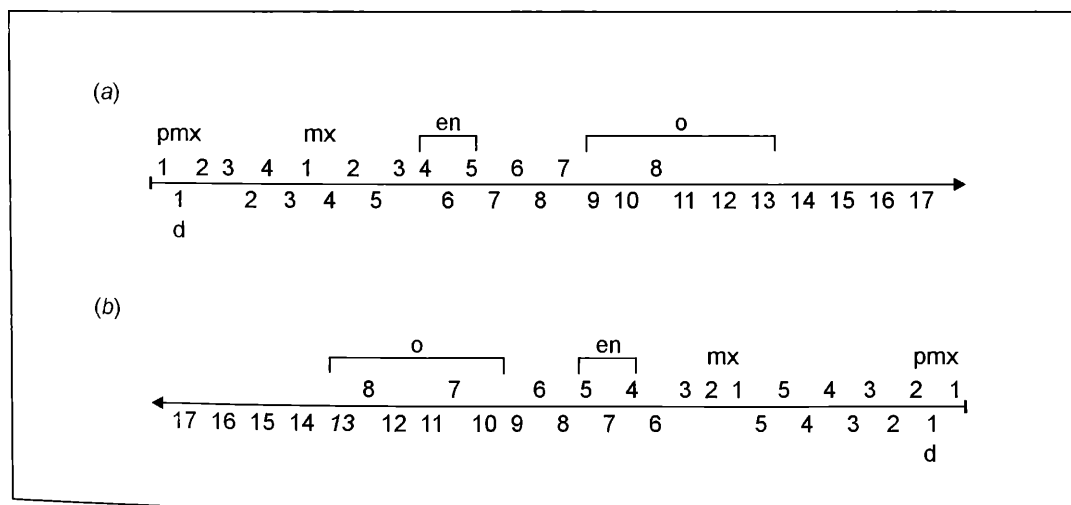 (a)
pmx mx en o
1 2 3 4 1 2 3 4 5 6 7 8
1 2 3 4 5 6 7 8 9 10 11 12 13 14 15 16 17
d
(b)
o en mx pmx
8 7 6 5 4 3 2 1 5 4 3 2 1
17 16 15 14 13 12 11 10 9 8 7 6 5 4 3 2 1
d